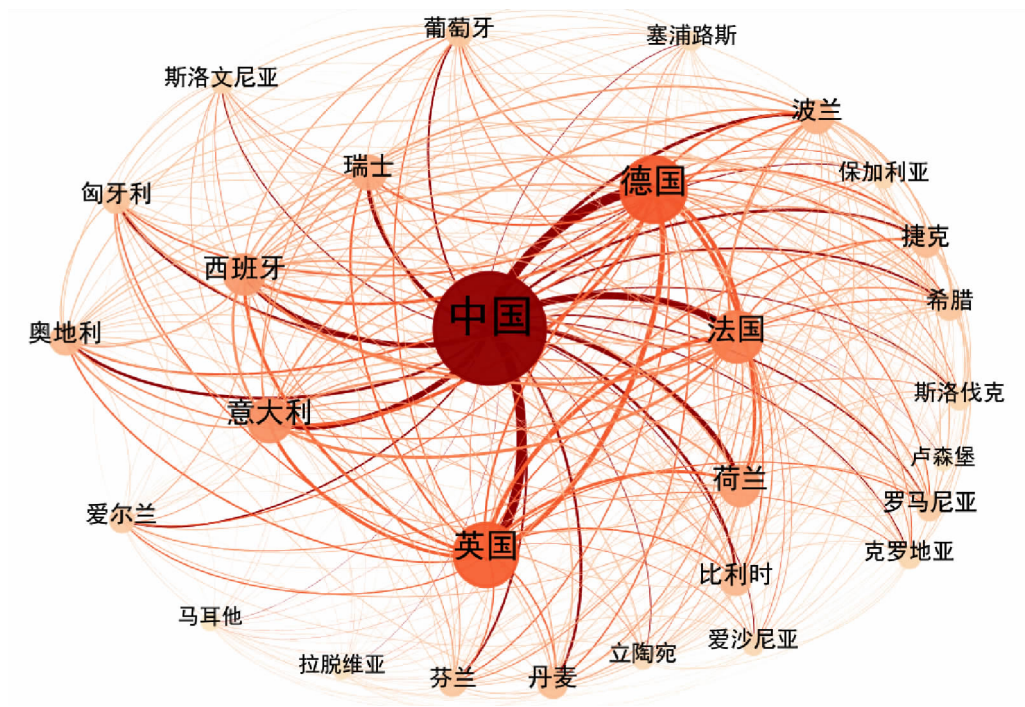 葡萄牙
塞浦路斯
斯洛文尼亚
波兰
瑞士
保加利亚
德国
匈牙利
捷克
西班牙
希腊
中国
奥地利
法国
斯洛伐克
意大利
卢森堡
荷兰
罗马尼亚
爱尔兰
英国
克罗地亚
比利时
马耳他
爱沙尼亚
立陶宛
拉脱维亚
芬兰
丹麦